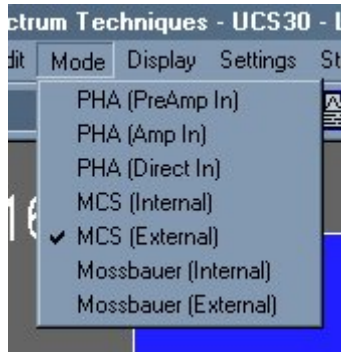 ctrum Techniques - UCS30 - L
dit Mode Display Settings St
PHA (PreAmp In)
PHA (Amp In)
PHA (Direct In)
MCS (Internal)
MCS (External)
Mossbauer (Internal)
Mossbauer (External)